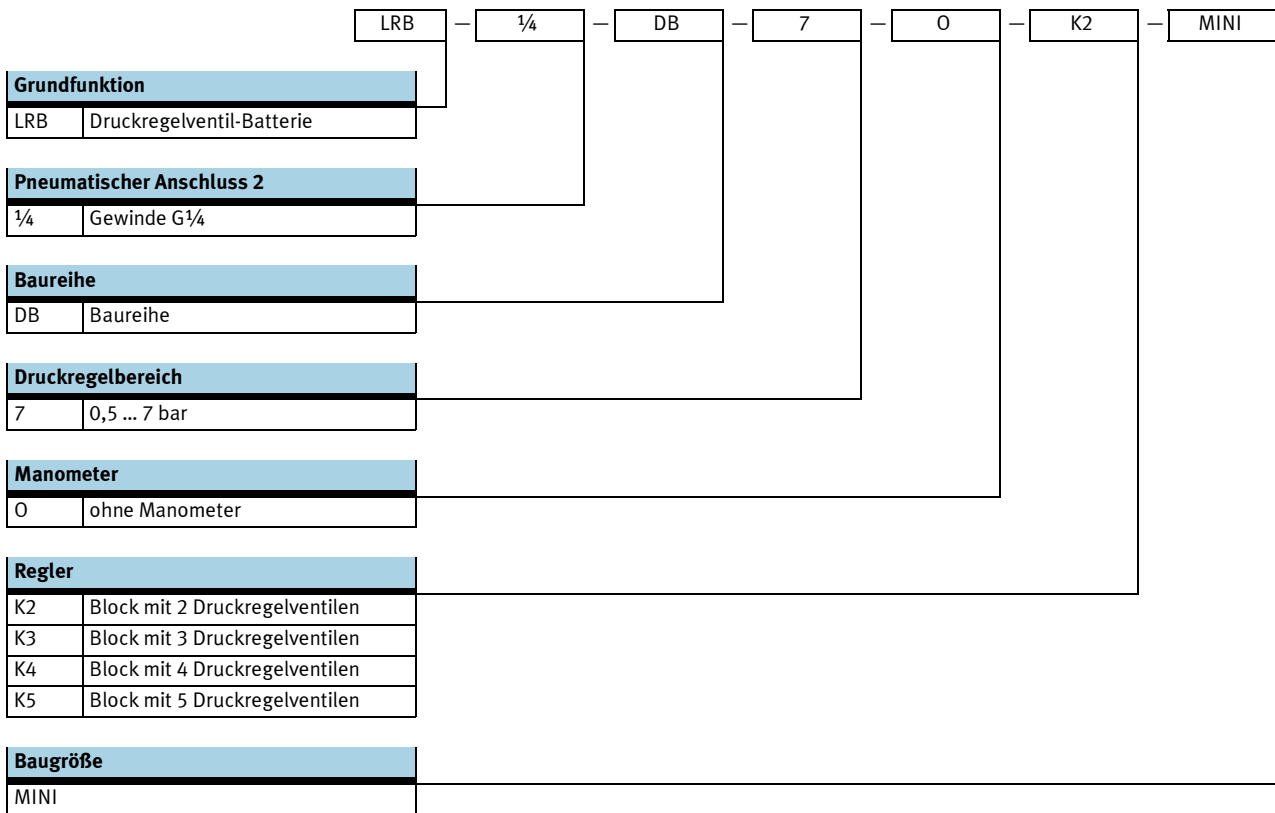 LRB — ¼ — DB — 7 — O — K2 — MINI
Grundfunktion
LRB Druckregelventil-Batterie
Pneumatischer Anschluss 2
¼ Gewinde G¼
Baureihe
DB Baureihe
Druckregelbereich
7 0,5 ... 7 bar
Manometer
O ohne Manometer
Regler
K2 Block mit 2 Druckregelventilen
K3 Block mit 3 Druckregelventilen
K4 Block mit 4 Druckregelventilen
K5 Block mit 5 Druckregelventilen
Baugröße
MINI